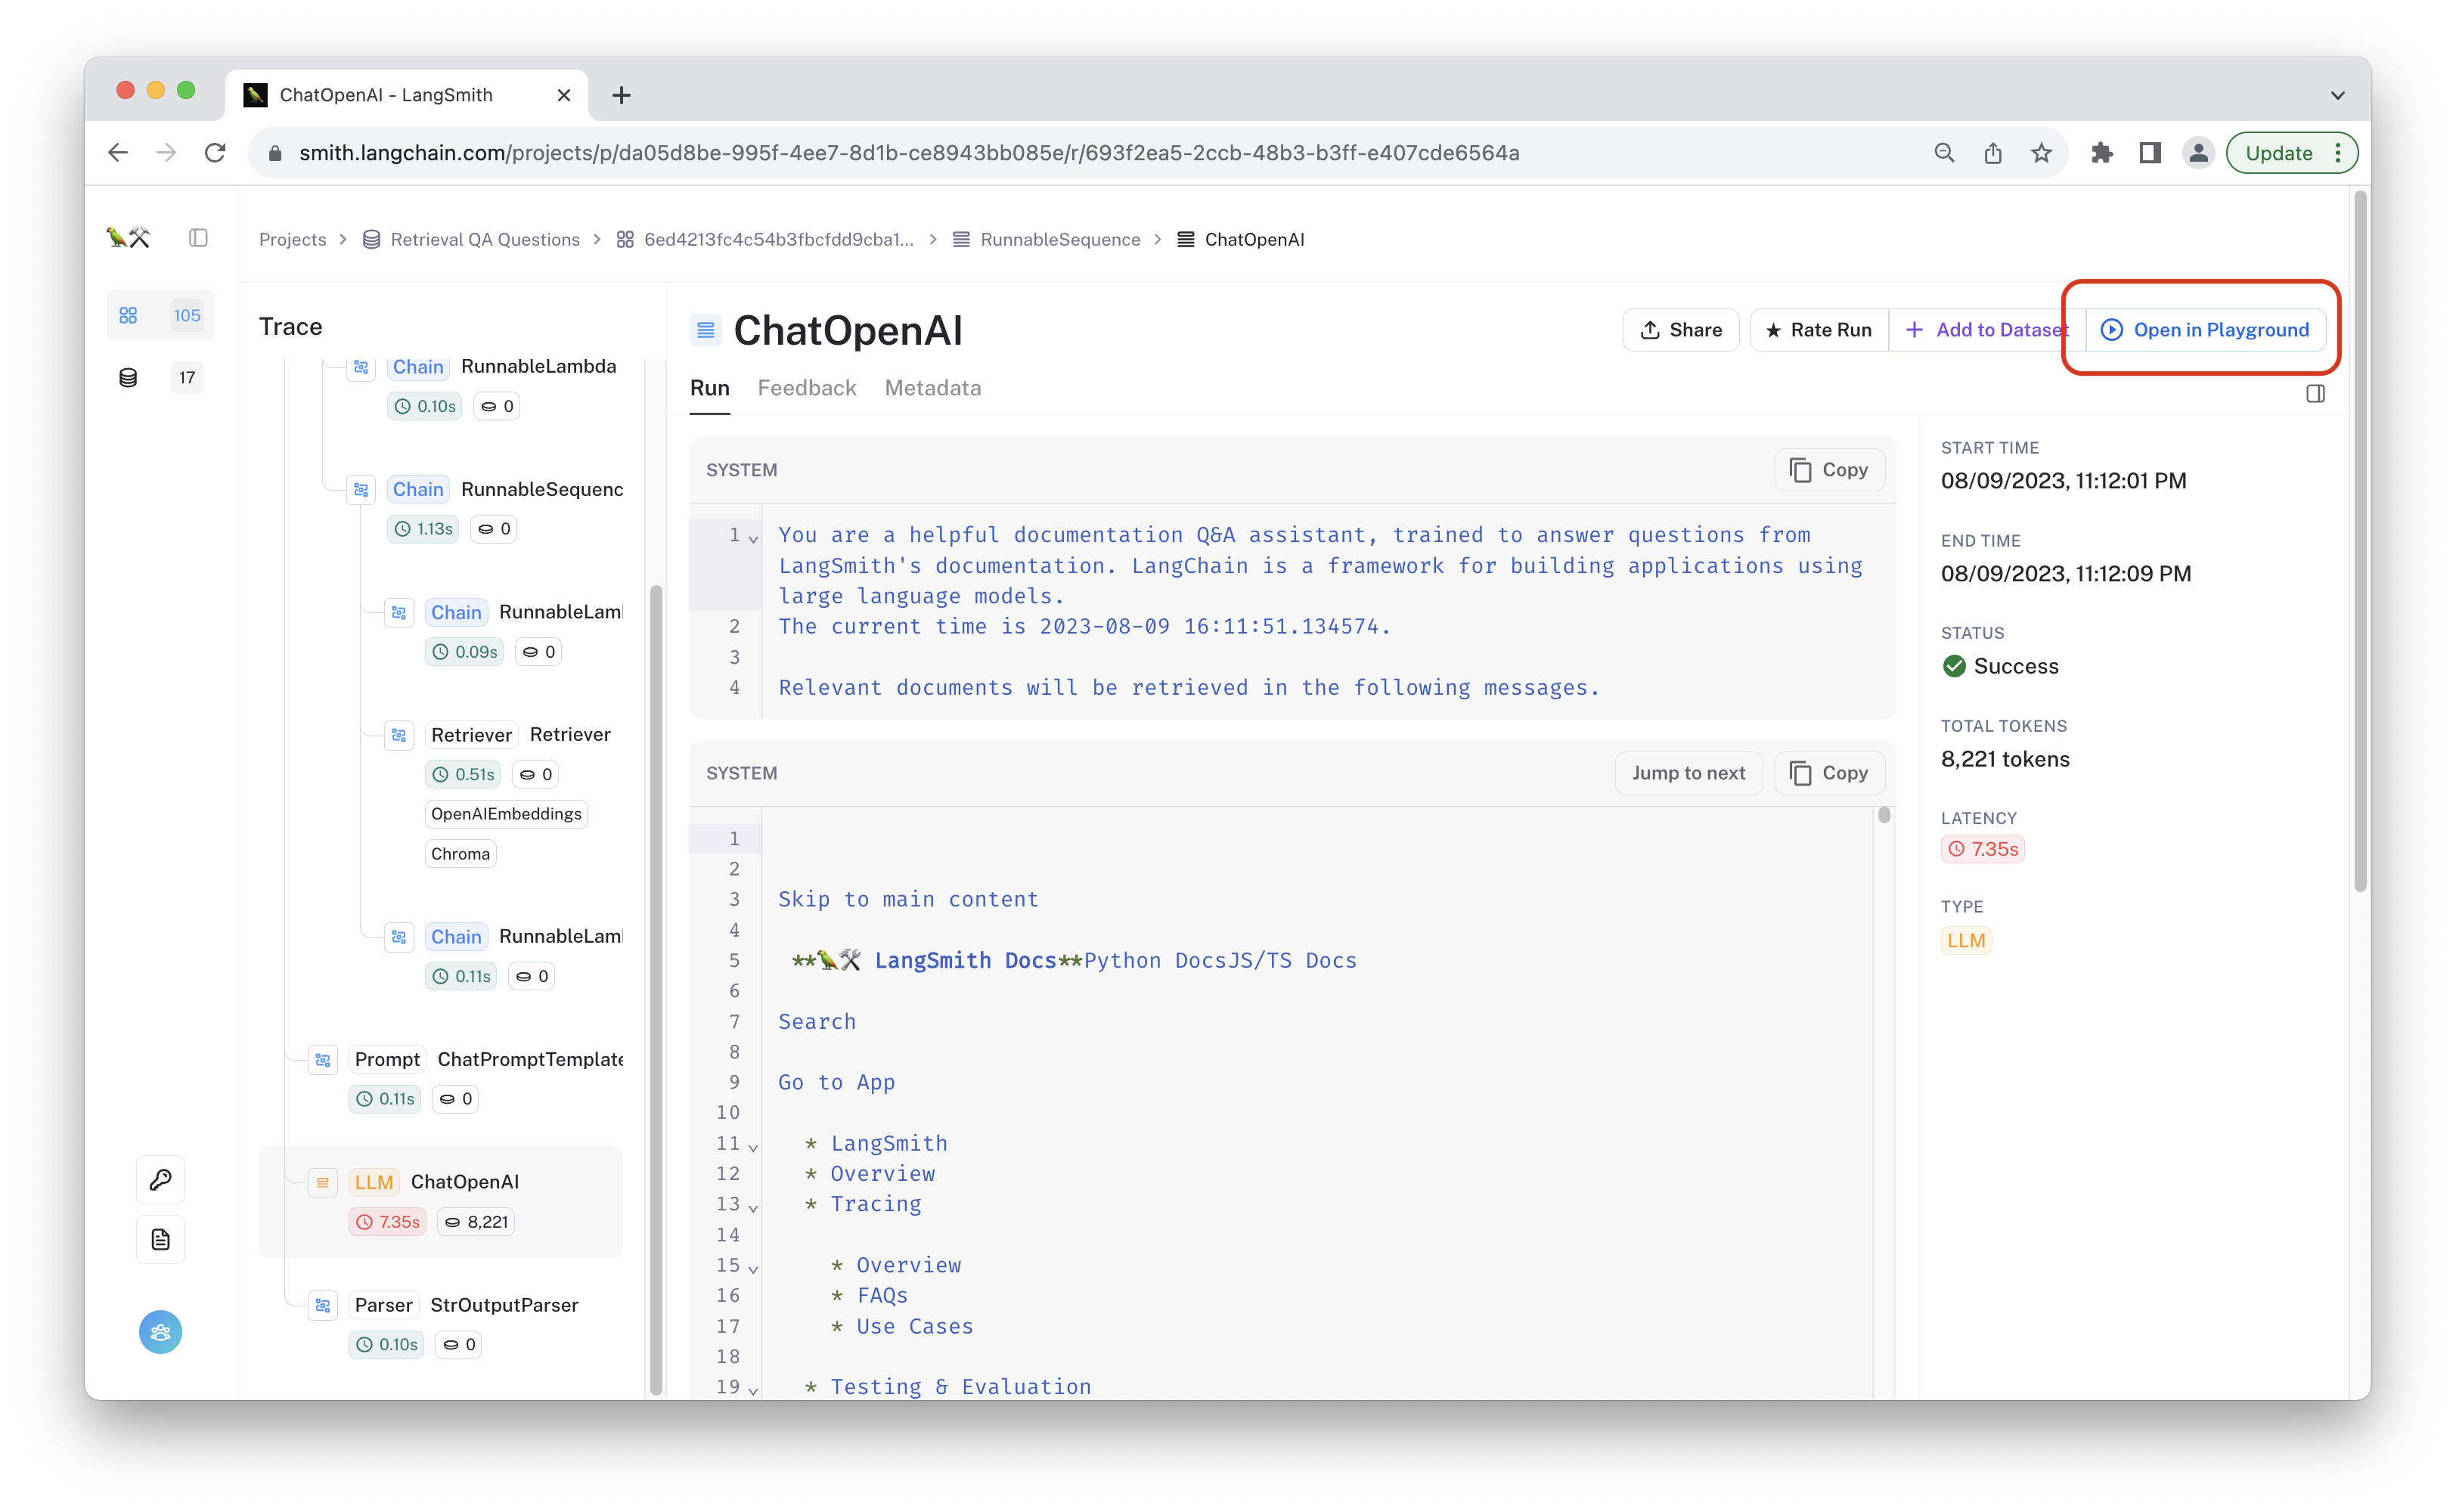 ChatOpenAI - LangSmith
smith.langchain.com/projects/p/da05d8be-995f-4ee7-8d1b-ce8943bb085e/r/693f2ea5-2ccb-48b3-b3ff-e407cde6564a
Update
Projects > Retrieval QA Questions > 6ed4213fc4c54b3fbcfdd9cba1... > RunnableSequence > ChatOpenAI
105
17
Trace
Chain RunnableLambda
0.10s 0
Chain RunnableSequenc
1.13s 0
Chain RunnableLam
0.09s 0
Retriever Retriever
0.51s 0
OpenAIEmbeddings
Chroma
Chain RunnableLam
0.11s 0
Prompt ChatPromptTemplate
0.11s 0
LLM ChatOpenAI
7.35s 8,221
Parser StrOutputParser
0.10s 0
ChatOpenAI
Share
Rate Run
Add to Dataset
Open in Playground
Run Feedback Metadata
SYSTEM
Copy
1 You are a helpful documentation Q&A assistant, trained to answer questions from
LangSmith's documentation. LangChain is a framework for building applications using
large language models.
2 The current time is 2023-08-09 16:11:51.134574.
3
4 Relevant documents will be retrieved in the following messages.
SYSTEM
Jump to next
Copy
1
2
3 Skip to main content
4
5 **🦜🛠️ LangSmith Docs**Python DocsJS/TS Docs
6
7 Search
8
9 Go to App
10
11 * LangSmith
12 * Overview
13 * Tracing
14
15 * Overview
16 * FAQs
17 * Use Cases
18
19 * Testing & Evaluation
START TIME
08/09/2023, 11:12:01 PM
END TIME
08/09/2023, 11:12:09 PM
STATUS
Success
TOTAL TOKENS
8,221 tokens
LATENCY
7.35s
TYPE
LLM